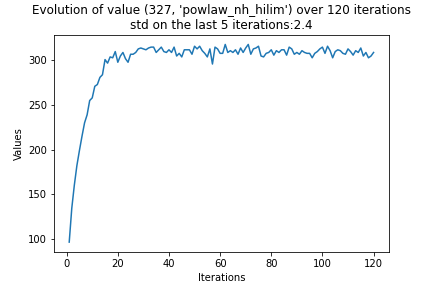 Evolution of value (327, 'powlaw_nh_hilim') over 120 iterations
std on the last 5 iterations:2.4
300
250
200
150
100
Values
0 20 40 60 80 100 120
Iterations